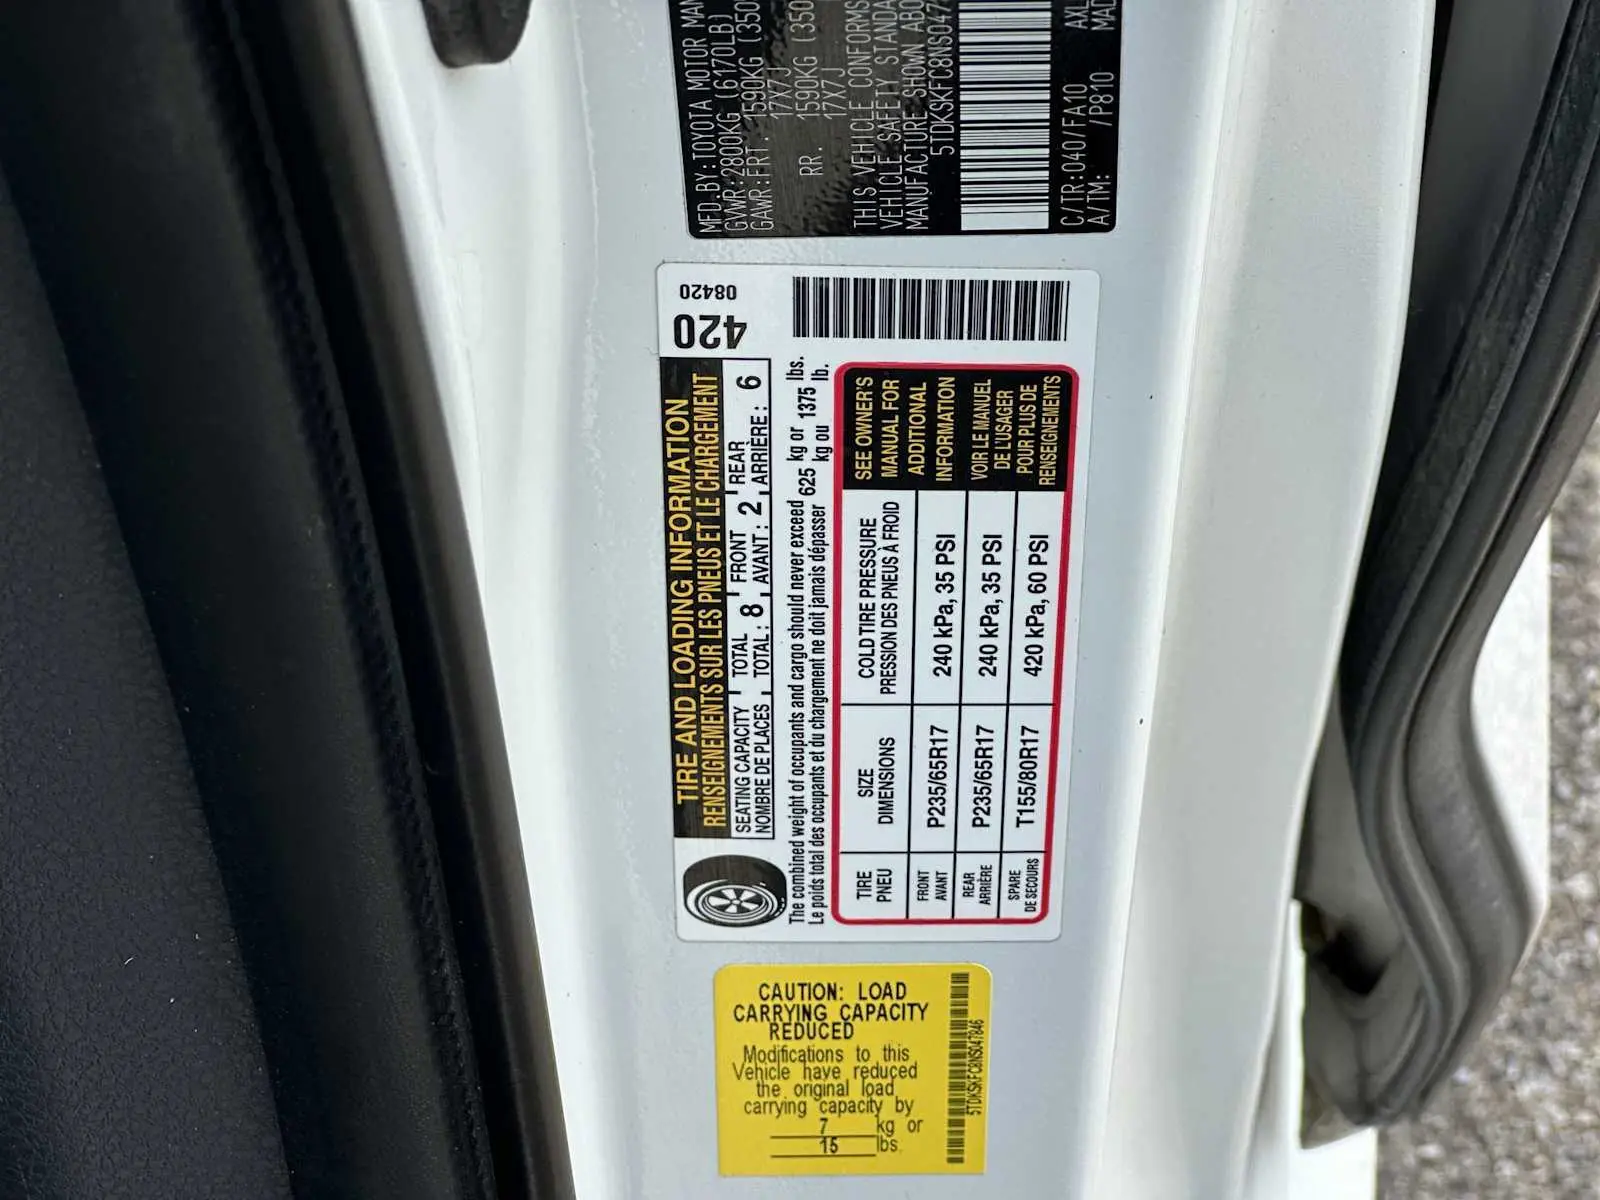 MFD.BY:TOYOTA MOTOR MAN
GVWR:2800KG (6170LB)
GAWR:FRT. 1590KG (350
17X7J
RR. 1590KG (350
17X7J
THIS VEHICLE CONFORMS
VEHICLE SAFETY STANDA
MANUFACTURE SHOWN ABO
5TDKSKFC8NS047
C/TR:040/FA10 AXL
A/TM: /P810 MAD
420
08420
TIRE AND LOADING INFORMATION
RENSEIGNEMENTS SUR LES PNEUS ET LE CHARGEMENT
SEATING CAPACITY TOTAL 8 FRONT 2 REAR 6
NOMBRE DE PLACES TOTAL: AVANT: ARRIÈRE:
The combined weight of occupants and cargo should never exceed 625 kg or 1375 lbs.
Le poids total des occupants et du chargement ne doit jamais dépasser kg ou lb.
TIRE SIZE COLD TIRE PRESSURE
PNEU DIMENSIONS PRESSION DES PNEUS À FROID
FRONT P235/65R17 240 kPa, 35 PSI
AVANT
REAR P235/65R17 240 kPa, 35 PSI
ARRIÈRE
SPARE T155/80R17 420 kPa, 60 PSI
DE SECOURS
SEE OWNER'S
MANUAL FOR
ADDITIONAL
INFORMATION
VOIR LE MANUEL
DE L'USAGER
POUR PLUS DE
RENSEIGNEMENTS
CAUTION: LOAD
CARRYING CAPACITY
REDUCED
Modifications to this
Vehicle have reduced
the original load
carrying capacity by
7 kg or
15 lbs.
5TDKSKFC8NS047846